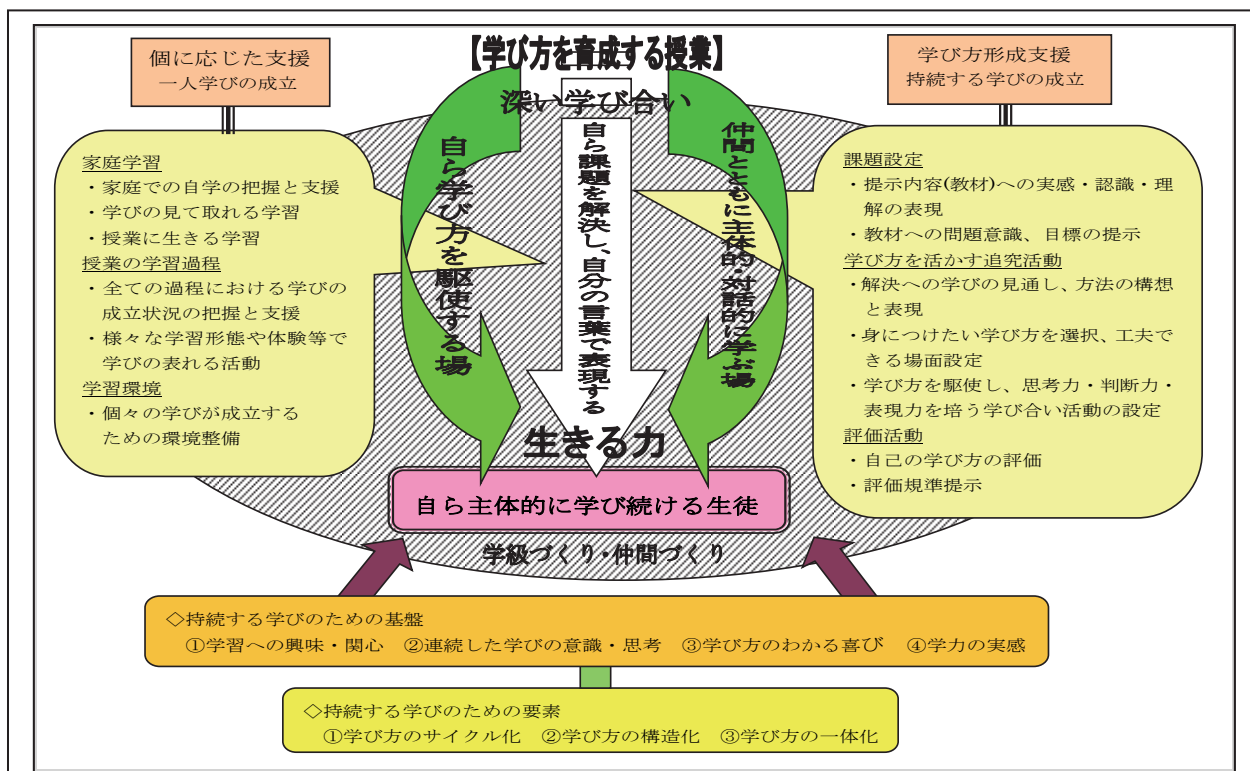 【学び方を育成する授業】
深い学び合い
個に応じた支援
一人学びの成立
家庭学習
・家庭での自学の把握と支援
・学びの見て取れる学習
・授業に生きる学習
授業の学習過程
・全ての過程における学びの
成立状況の把握と支援
・様々な学習形態や体験等で
学びの表れる活動
学習環境
・個々の学びが成立する
ための環境整備
自ら学び方を駆使する場
自ら課題を解決し、自分の言葉で表現する
仲間とともに主体的・対話的に学ぶ場
学び方形成支援
持続する学びの成立
課題設定
・提示内容(教材)への実感・認識・理
解の表現
・教材への問題意識、目標の提示
学び方を活かす追究活動
・解決への学びの見通し、方法の構想
と表現
・身につけたい学び方を選択、工夫で
きる場面設定
・学び方を駆使し、思考力・判断力・
表現力を培う学び合い活動の設定
評価活動
・自己の学び方の評価
・評価規準提示
生きる力
自ら主体的に学び続ける生徒
学級づくり・仲間づくり
◇持続する学びのための基盤
①学習への興味・関心　②連続した学びの意識・思考　③学び方のわかる喜び　④学力の実感
◇持続する学びのための要素
①学び方のサイクル化　②学び方の構造化　③学び方の一体化